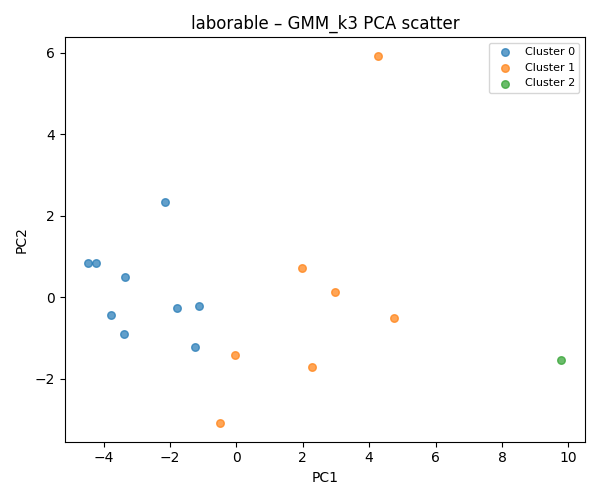 laborable – GMM_k3 PCA scatter
Cluster 0
Cluster 1
Cluster 2
6
4
2
0
−2
PC2
−4 −2 0 2 4 6 8 10
PC1